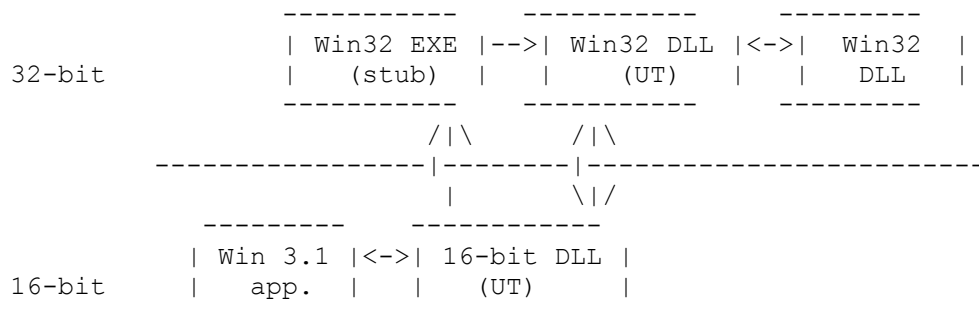 -----------    -----------     ---------
                 | Win32 EXE |-->| Win32 DLL |<->|  Win32  |
32-bit           |   (stub)  |  |    (UT)   |  |   DLL   |
                 -----------    -----------     ---------
                          /|\      /|\
         -----------------|--------|-------------------------
                          |       \|/
            ---------    ------------
           | Win 3.1 |<->| 16-bit DLL |
16-bit     |   app.  |  |   (UT)     |